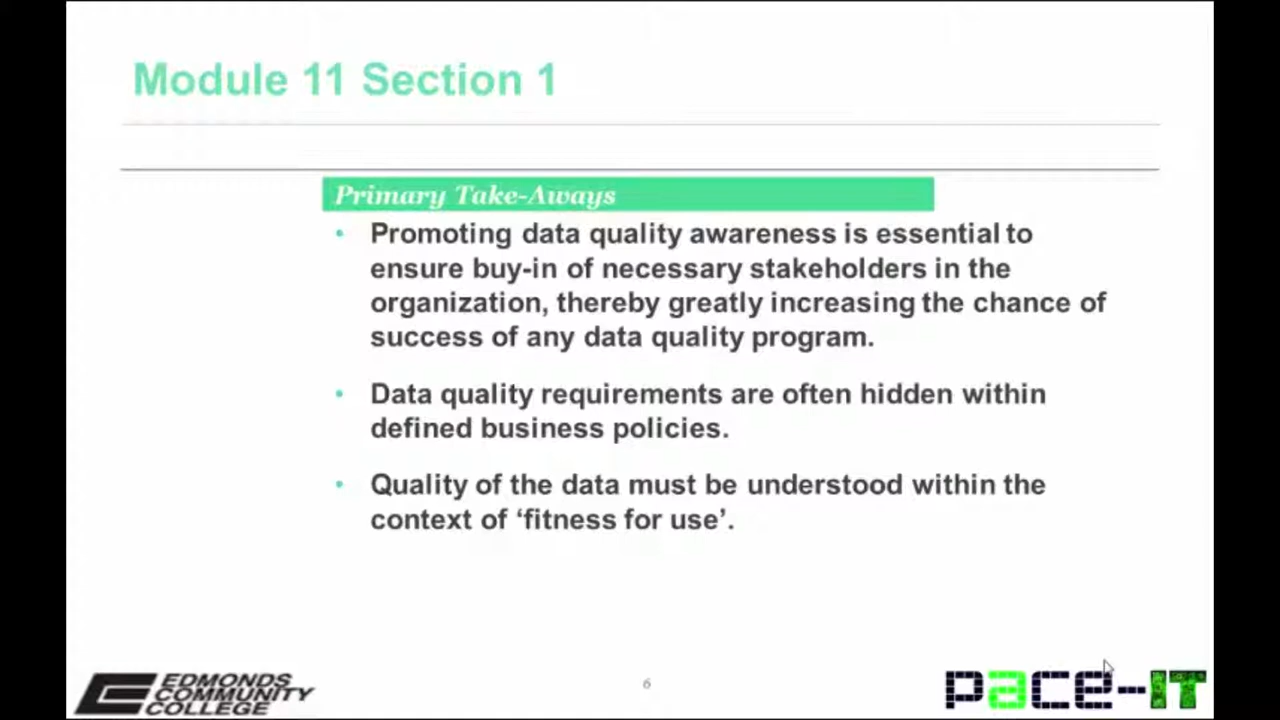 Module 11 Section 1
Primary Take-Aways
• Promoting data quality awareness is essential to
ensure buy-in of necessary stakeholders in the
organization, thereby greatly increasing the chance of
success of any data quality program.
• Data quality requirements are often hidden within
defined business policies.
• Quality of the data must be understood within the
context of ‘fitness for use’.
EDMONDS
COMMUNITY
COLLEGE
6
pace-IT